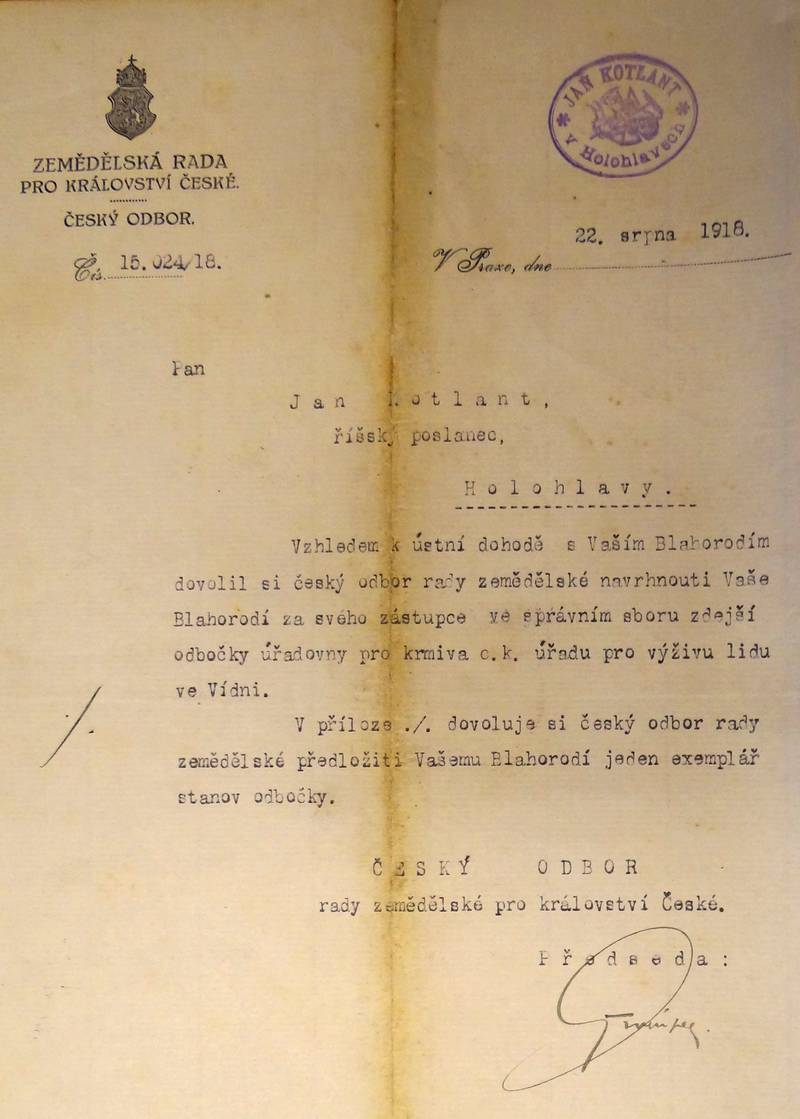 ZEMĚDĚLSKÁ RADA
PRO KRÁLOVSTVÍ ČESKÉ.
ČESKÝ ODBOR.
Čís. 15.024/18.
JAN KOTLANT
v Holohlavech
22. srpna 1918.
V Praze, dne
Pan
Jan Kotlant,
říšský poslanec,
Holohlavy.
Vzhledem k ústní dohodě s Vaším Blahorodím
dovolil si český odbor rady zemědělské navrhnouti Vaše
Blahorodí za svého zástupce ve správním sboru zdejší
odbočky úřadovny pro krmiva c.k. úřadu pro výživu lidu
ve Vídni.
V příloze ./. dovoluje si český odbor rady
zemědělské předložiti Vašemu Blahorodí jeden exemplář
stanov odbočky.
ČESKÝ ODBOR
rady zemědělské pro království České.
Předseda: